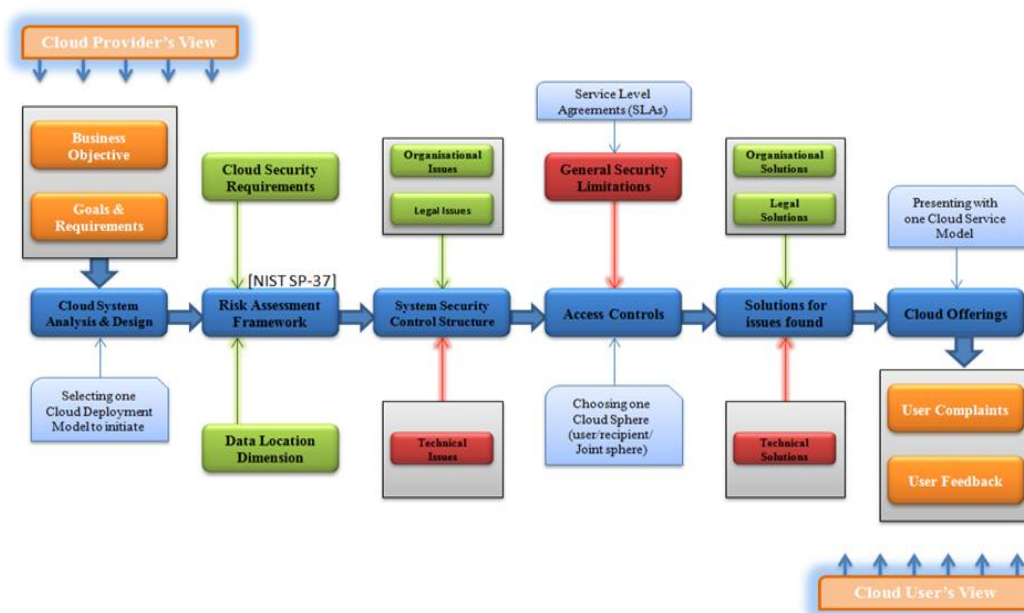 Cloud Provider's View
Business
Objective
Goals &
Requirements
Cloud Security
Requirements
Organisational
Issues
Legal Issues
Service Level
Agreements (SLAs)
General Security
Limitations
Organisational
Solutions
Legal
Solutions
Presenting with
one Cloud Service
Model
[NIST SP-37]
Cloud System
Analysis & Design
Risk Assessment
Framework
System Security
Control Structure
Access Controls
Solutions for
issues found
Cloud Offerings
Selecting one
Cloud Deployment
Model to initiate
Data Location
Dimension
Technical
Issues
Choosing one
Cloud Sphere
(user/recipient/
Joint sphere)
Technical
Solutions
User Complaints
User Feedback
Cloud User's View